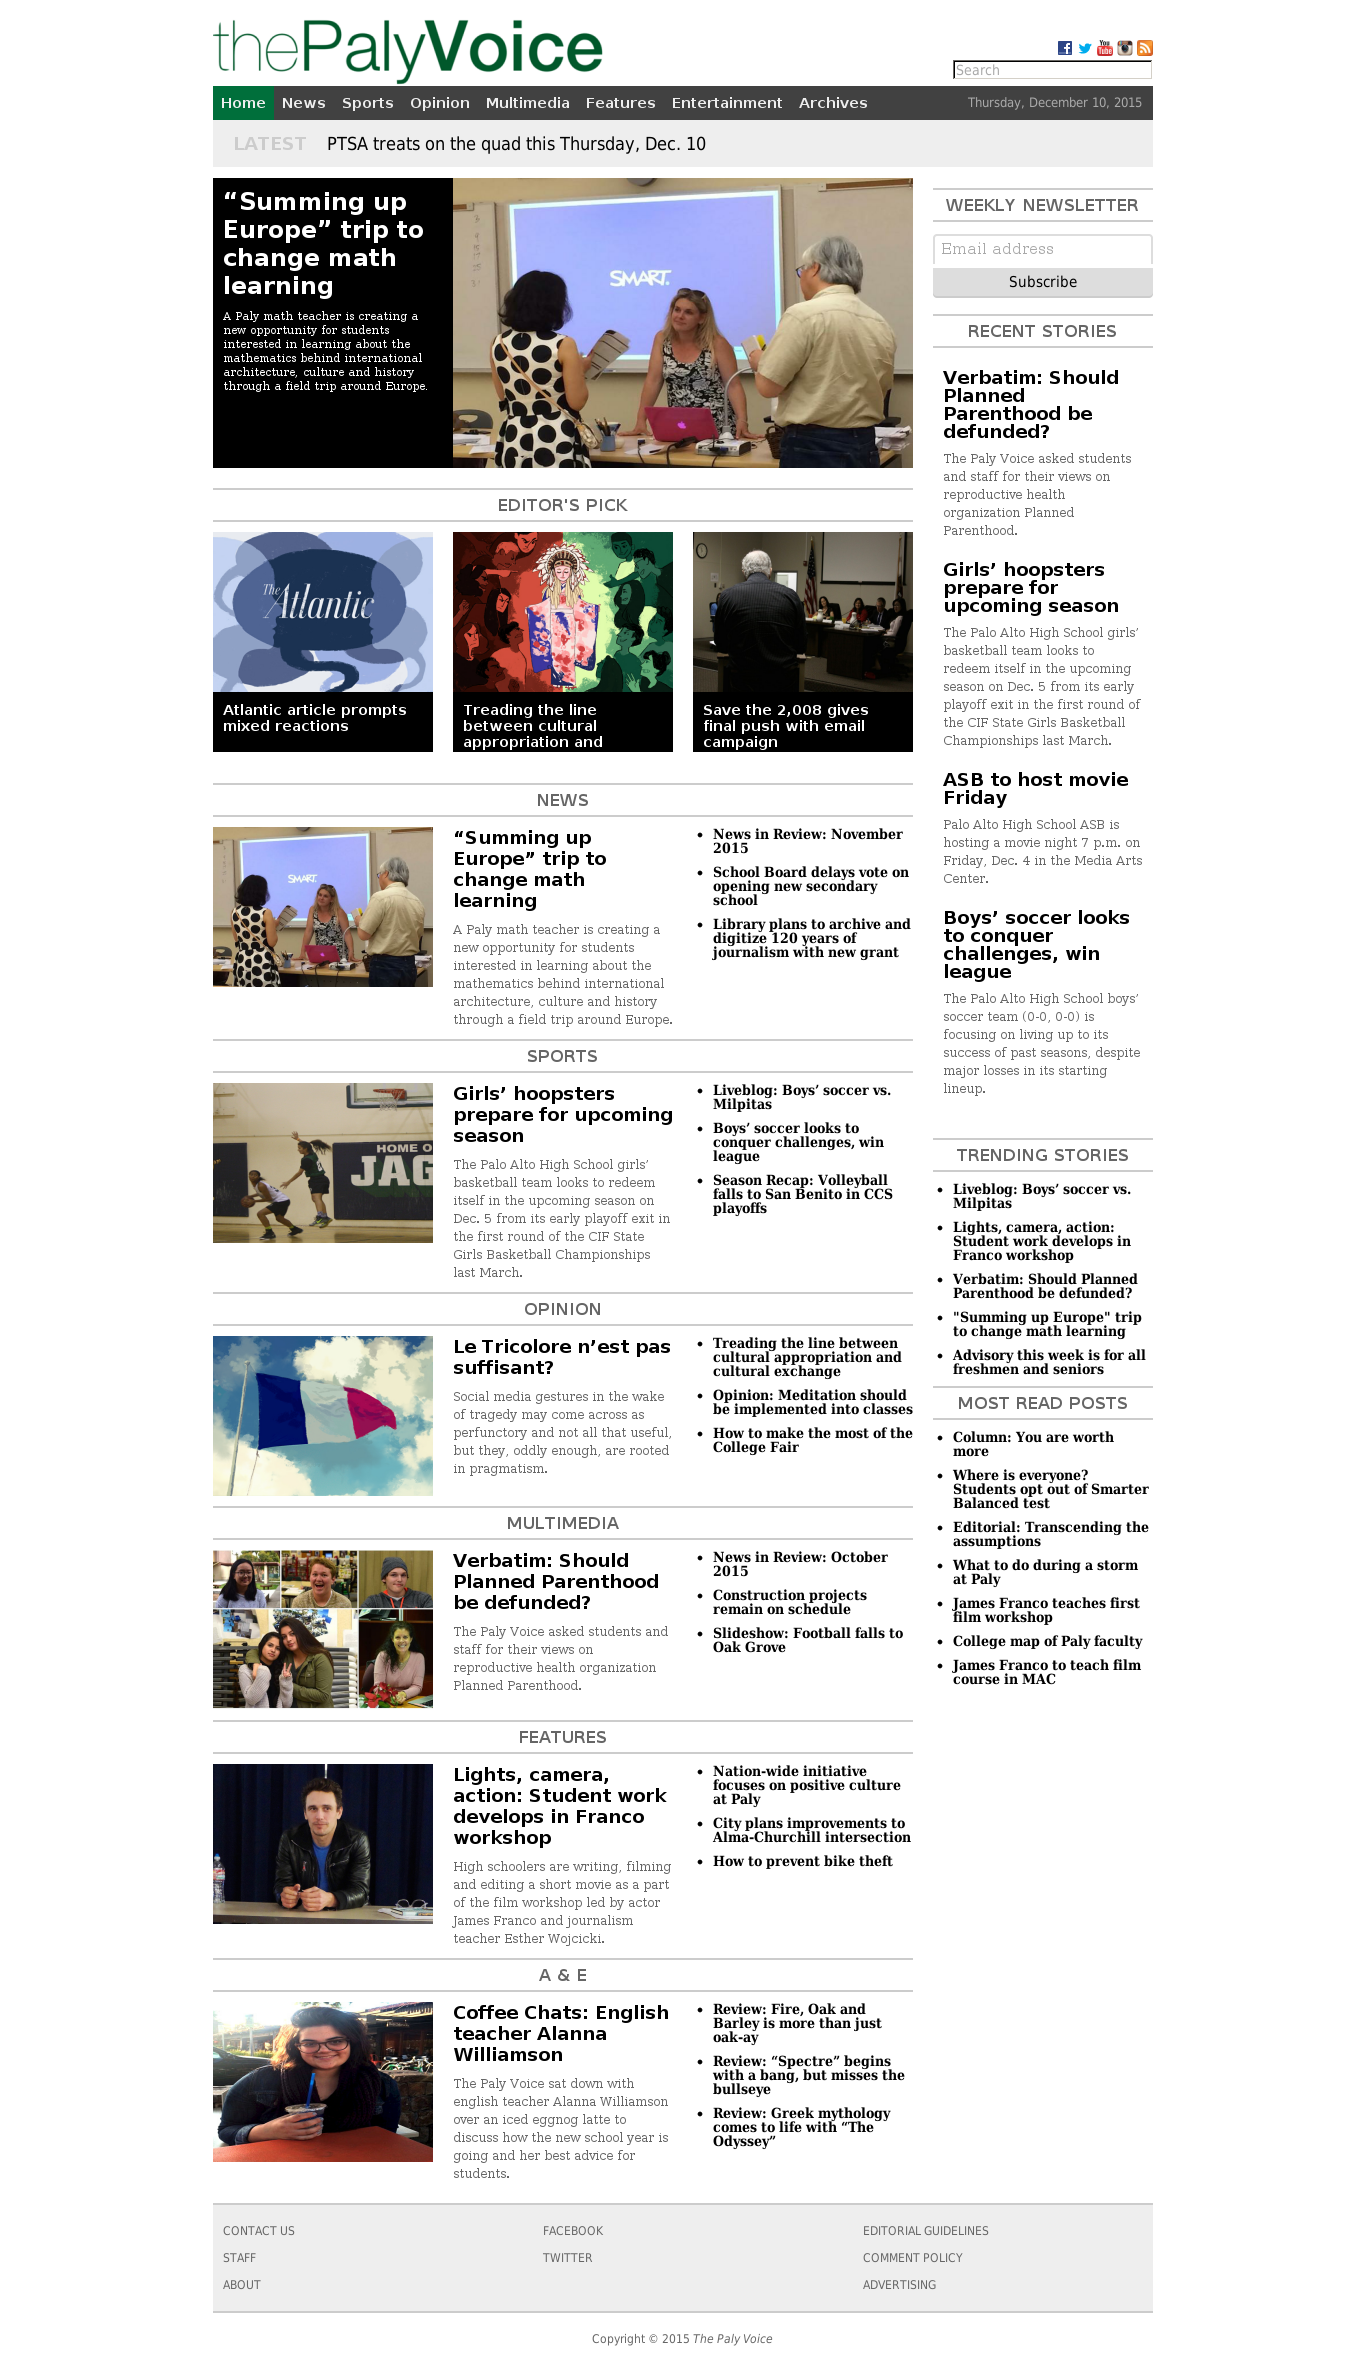 thePalyVoice
Search
Home News Sports Opinion Multimedia Features Entertainment Archives Thursday, December 10, 2015
LATEST PTSA treats on the quad this Thursday, Dec. 10
“Summing up
Europe” trip to
change math
learning
A Paly math teacher is creating a
new opportunity for students
interested in learning about the
mathematics behind international
architecture, culture and history
through a field trip around Europe.
SMART.
EDITOR'S PICK
The
Atlantic
Atlantic article prompts
mixed reactions
Treading the line
between cultural
appropriation and
Save the 2,008 gives
final push with email
campaign
NEWS
SMART.
“Summing up
Europe” trip to
change math
learning
A Paly math teacher is creating a
new opportunity for students
interested in learning about the
mathematics behind international
architecture, culture and history
through a field trip around Europe.
• News in Review: November
2015
• School Board delays vote on
opening new secondary
school
• Library plans to archive and
digitize 120 years of
journalism with new grant
SPORTS
HOME O
JAG
Girls’ hoopsters
prepare for upcoming
season
The Palo Alto High School girls’
basketball team looks to redeem
itself in the upcoming season on
Dec. 5 from its early playoff exit in
the first round of the CIF State
Girls Basketball Championships
last March.
• Liveblog: Boys’ soccer vs.
Milpitas
• Boys’ soccer looks to
conquer challenges, win
league
• Season Recap: Volleyball
falls to San Benito in CCS
playoffs
OPINION
Le Tricolore n’est pas
suffisant?
Social media gestures in the wake
of tragedy may come across as
perfunctory and not all that useful,
but they, oddly enough, are rooted
in pragmatism.
• Treading the line between
cultural appropriation and
cultural exchange
• Opinion: Meditation should
be implemented into classes
• How to make the most of the
College Fair
MULTIMEDIA
Verbatim: Should
Planned Parenthood
be defunded?
The Paly Voice asked students and
staff for their views on
reproductive health organization
Planned Parenthood.
• News in Review: October
2015
• Construction projects
remain on schedule
• Slideshow: Football falls to
Oak Grove
FEATURES
Lights, camera,
action: Student work
develops in Franco
workshop
High schoolers are writing, filming
and editing a short movie as a part
of the film workshop led by actor
James Franco and journalism
teacher Esther Wojcicki.
• Nation-wide initiative
focuses on positive culture
at Paly
• City plans improvements to
Alma-Churchill intersection
• How to prevent bike theft
A & E
Coffee Chats: English
teacher Alanna
Williamson
The Paly Voice sat down with
english teacher Alanna Williamson
over an iced eggnog latte to
discuss how the new school year is
going and her best advice for
students.
• Review: Fire, Oak and
Barley is more than just
oak-ay
• Review: “Spectre” begins
with a bang, but misses the
bullseye
• Review: Greek mythology
comes to life with “The
Odyssey”
WEEKLY NEWSLETTER
Email address
Subscribe
RECENT STORIES
Verbatim: Should
Planned
Parenthood be
defunded?
The Paly Voice asked students
and staff for their views on
reproductive health
organization Planned
Parenthood.
Girls’ hoopsters
prepare for
upcoming season
The Palo Alto High School girls’
basketball team looks to
redeem itself in the upcoming
season on Dec. 5 from its early
playoff exit in the first round of
the CIF State Girls Basketball
Championships last March.
ASB to host movie
Friday
Palo Alto High School ASB is
hosting a movie night 7 p.m. on
Friday, Dec. 4 in the Media Arts
Center.
Boys’ soccer looks
to conquer
challenges, win
league
The Palo Alto High School boys’
soccer team (0-0, 0-0) is
focusing on living up to its
success of past seasons, despite
major losses in its starting
lineup.
TRENDING STORIES
• Liveblog: Boys’ soccer vs.
Milpitas
• Lights, camera, action:
Student work develops in
Franco workshop
• Verbatim: Should Planned
Parenthood be defunded?
• "Summing up Europe" trip
to change math learning
• Advisory this week is for all
freshmen and seniors
MOST READ POSTS
• Column: You are worth
more
• Where is everyone?
Students opt out of Smarter
Balanced test
• Editorial: Transcending the
assumptions
• What to do during a storm
at Paly
• James Franco teaches first
film workshop
• College map of Paly faculty
• James Franco to teach film
course in MAC
CONTACT US
STAFF
ABOUT
FACEBOOK
TWITTER
EDITORIAL GUIDELINES
COMMENT POLICY
ADVERTISING
Copyright © 2015 The Paly Voice